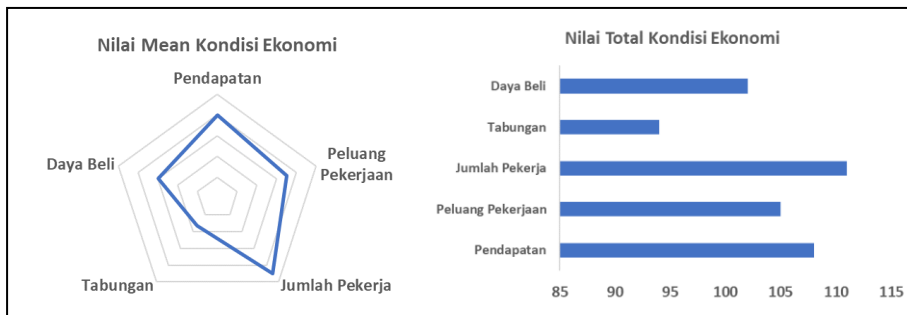 Nilai Mean Kondisi Ekonomi
Pendapatan
Peluang
Pekerjaan
Jumlah Pekerja
Tabungan
Daya Beli
Nilai Total Kondisi Ekonomi
Daya Beli
Tabungan
Jumlah Pekerja
Peluang Pekerjaan
Pendapatan
85 90 95 100 105 110 115